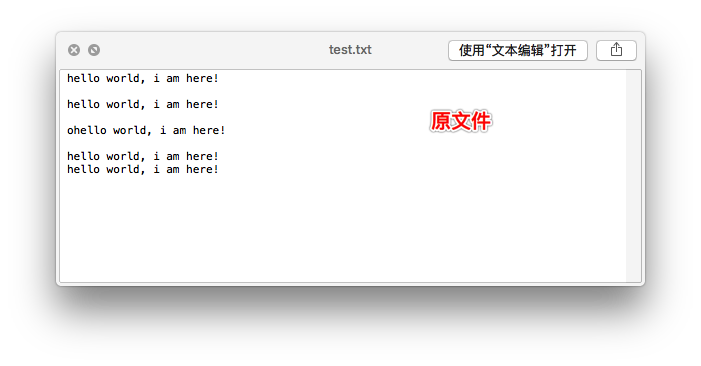 test.txt
使用“文本编辑”打开
hello world, i am here!
hello world, i am here!
原文件
ohello world, i am here!
hello world, i am here!
hello world, i am here!